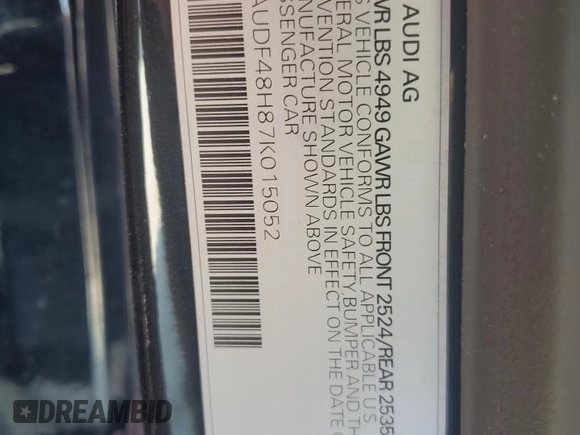 AUDI AG
VR LBS 4949 GAWR LBS FRONT 2524/REAR 2535
S VEHICLE CONFORMS TO ALL APPLICABLE U S
ERAL MOTOR VEHICLE SAFETY, BUMPER AND TH
VENTION STANDARDS IN EFFECT ON THE DATE
NUFACTURE SHOWN ABOVE
SSENGER CAR
AUDF48H87K015052
DREAMBID